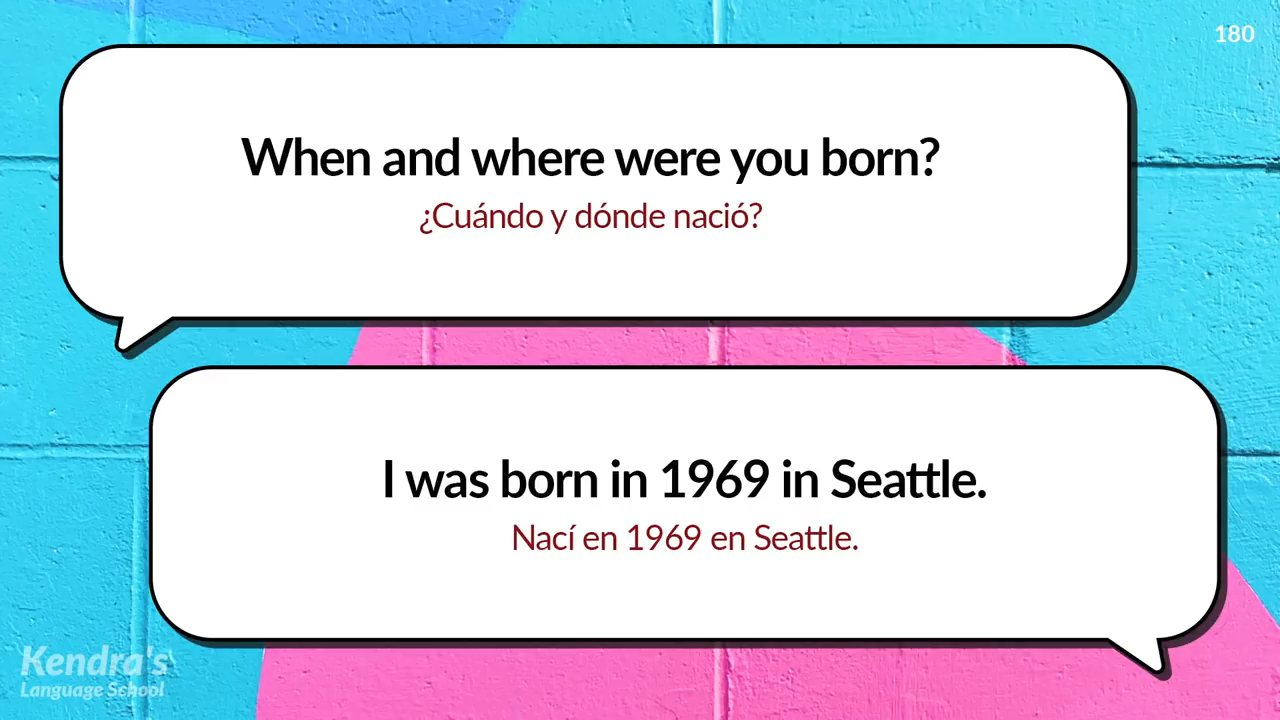 180
When and where were you born?
¿Cuándo y dónde nació?
I was born in 1969 in Seattle.
Nací en 1969 en Seattle.
Kendra's
Language School